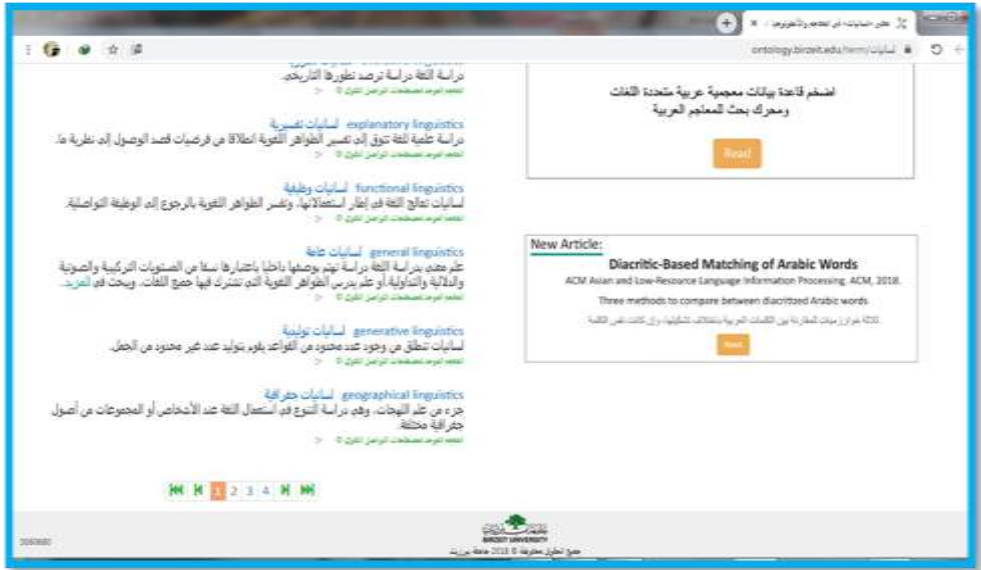 ontology.birzeit.edu/term/لسانيات
دراسة اللغة دراسة ترصد تطورها التاريخي.
explanatory linguistics لسانيات تفسيرية
دراسة علمية للغة تتوق إلى تفسير الظواهر اللغوية انطلاقا من فرضيات قصد الوصول إلى نظرية ما.
functional linguistics لسانيات وظيفية
لسانيات تعالج اللغة في إطار استعمالاتها، وتفسر الظواهر اللغوية بالرجوع إلى الوظيفة التواصلية.
general linguistics لسانيات عامة
علم معني بدراسة اللغة دراسة تهتم بوصفها داخليا باعتبارها نسقا من المستويات التركيبية والصوتية
والدلالية والتداولية.أو علم يدرس الظواهر اللغوية التي تشترك فيها جميع اللغات، ويبحث في المزيد..
generative linguistics لسانيات توليدية
لسانيات تنطلق من وجود عدد محدود من القواعد يقوم بتوليد عدد غير محدود من الجمل.
geographical linguistics لسانيات جغرافية
جزء من علم اللهجات، وهي دراسة التنوع في استعمال اللغة عند الأشخاص أو المجموعات من أصول
جغرافية مختلفة.
1 2 3 4
اضخم قاعدة بيانات معجمية عربية متعددة اللغات
ومحرك بحث للمعاجم العربية
Read
New Article:
Diacritic-Based Matching of Arabic Words
ACM Asian and Low-Resource Language Information Processing. ACM, 2018.
Three methods to compare between diacritized Arabic words
Read
BIRZEIT UNIVERSITY
جميع الحقوق محفوظة © 2018 جامعة بيرزيت